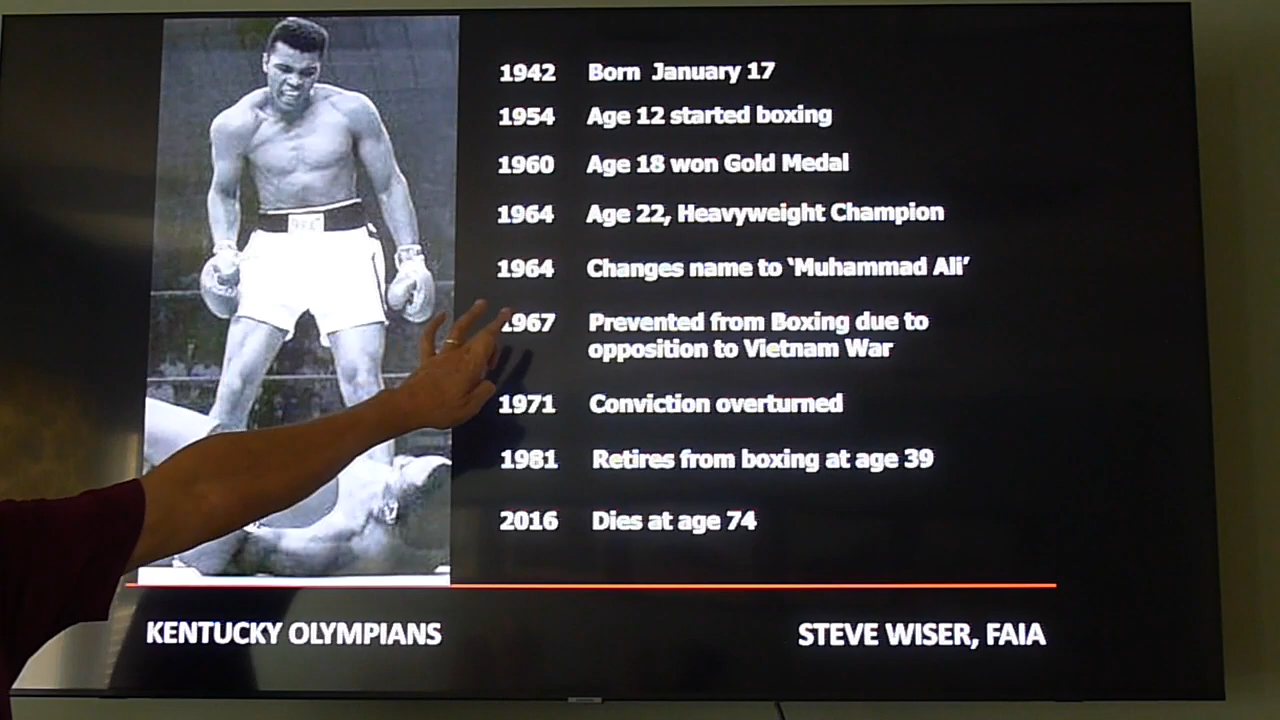 1942 Born January 17
1954 Age 12 started boxing
1960 Age 18 won Gold Medal
1964 Age 22, Heavyweight Champion
1964 Changes name to ‘Muhammad Ali’
1967 Prevented from Boxing due to
opposition to Vietnam War
1971 Conviction overturned
1981 Retires from boxing at age 39
2016 Dies at age 74
KENTUCKY OLYMPIANS
STEVE WISER, FAIA